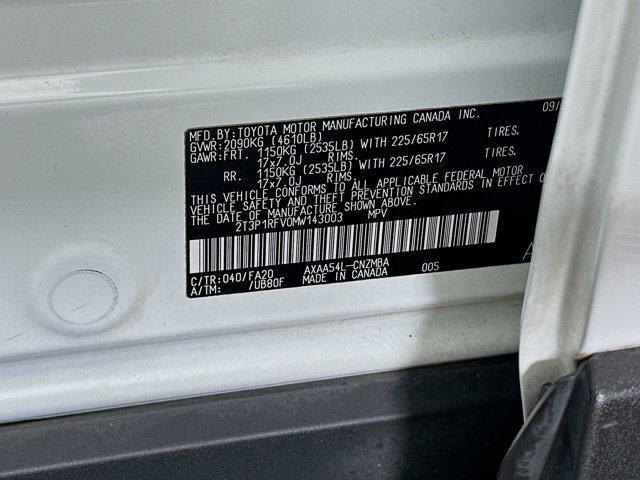 MFD. BY: TOYOTA MOTOR MANUFACTURING CANADA INC. 09/
GVWR: 2090KG (4610LB)
GAWR: FRT. 1150KG (2535LB) WITH 225/65R17 TIRES.
17x7.0J RIMS.
RR. 1150KG (2535LB) WITH 225/65R17 TIRES.
17x7.0J RIMS.
THIS VEHICLE CONFORMS TO ALL APPLICABLE FEDERAL MOTOR
VEHICLE SAFETY AND THEFT PREVENTION STANDARDS IN EFFECT O
THE DATE OF MANUFACTURE SHOWN ABOVE.
2T3P1RFV0MW143003 MPV
C/TR: 040/FA20 AXAA54L-CNZMBA 005
A/TM: /UB80F MADE IN CANADA
A